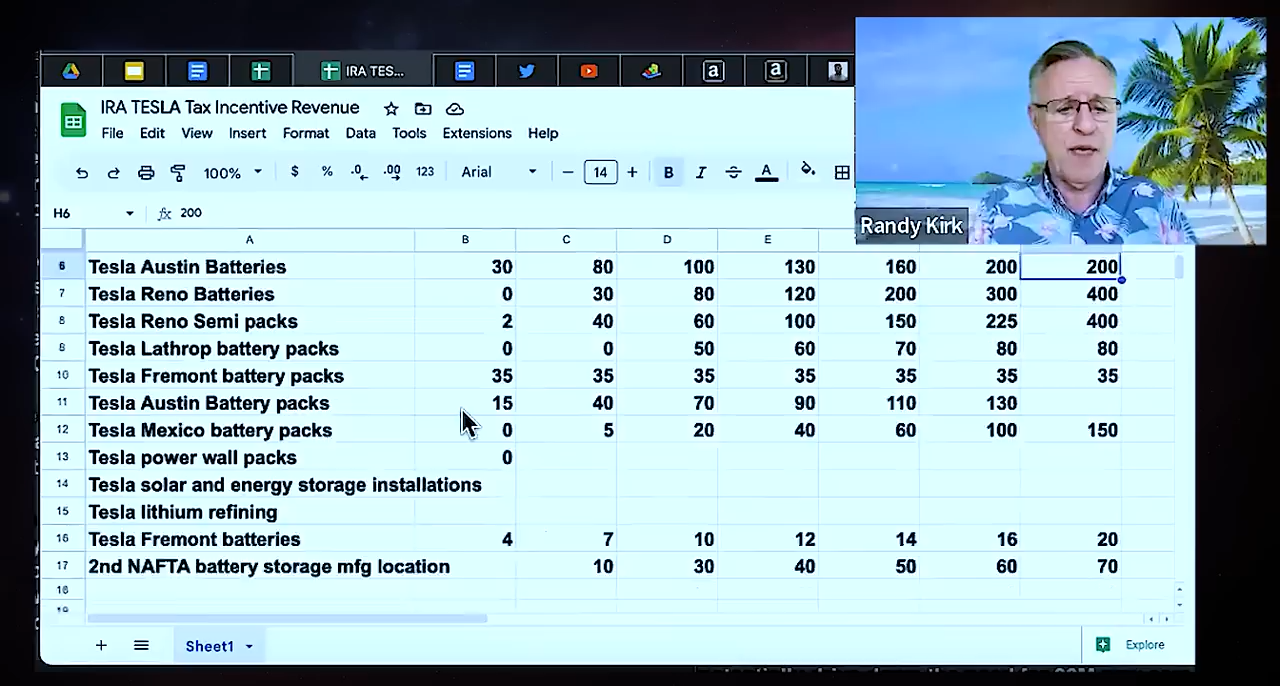 IRA TES...
IRA TESLA Tax Incentive Revenue
File Edit View Insert Format Data Tools Extensions Help
100% $ % .0 .00 123 Arial 14 B I A
H6 fx 200
Randy Kirk
A B C D E
6 Tesla Austin Batteries 30 80 100 130 160 200 200
7 Tesla Reno Batteries 0 30 80 120 200 300 400
8 Tesla Reno Semi packs 2 40 60 100 150 225 400
9 Tesla Lathrop battery packs 0 0 50 60 70 80 80
10 Tesla Fremont battery packs 35 35 35 35 35 35 35
11 Tesla Austin Battery packs 15 40 70 90 110 130
12 Tesla Mexico battery packs 0 5 20 40 60 100 150
13 Tesla power wall packs 0
14 Tesla solar and energy storage installations
15 Tesla lithium refining
16 Tesla Fremont batteries 4 7 10 12 14 16 20
17 2nd NAFTA battery storage mfg location 10 30 40 50 60 70
18
19
Sheet1 Explore